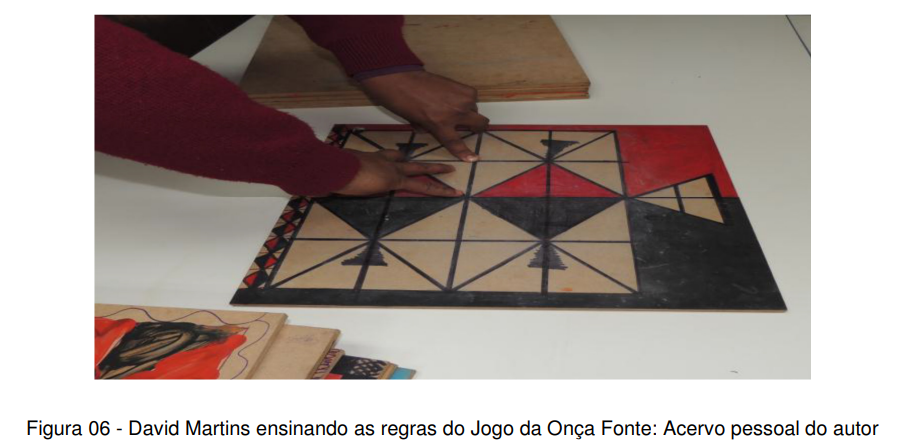 Figura 06 - David Martins ensinando as regras do Jogo da Onça Fonte: Acervo pessoal do autor